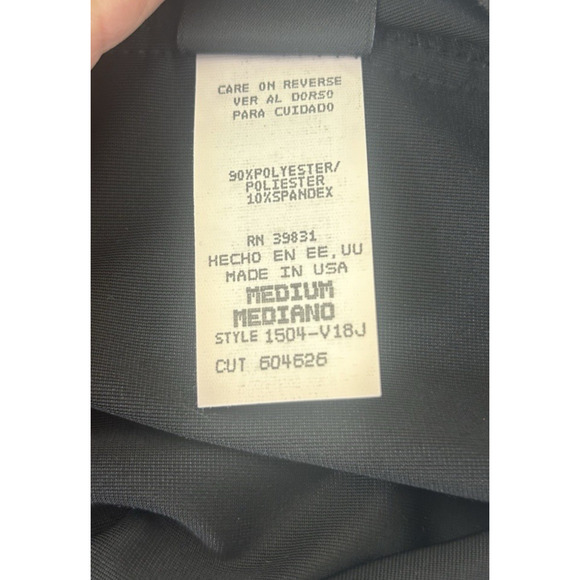 CARE ON REVERSE
VER AL DORSO
PARA CUIDADO
90%POLYESTER/
POLIESTER
10%SPANDEX
RN 39831
HECHO EN EE,UU
MADE IN USA
MEDIUM
MEDIANO
STYLE 1504-V18J
CUT 604626